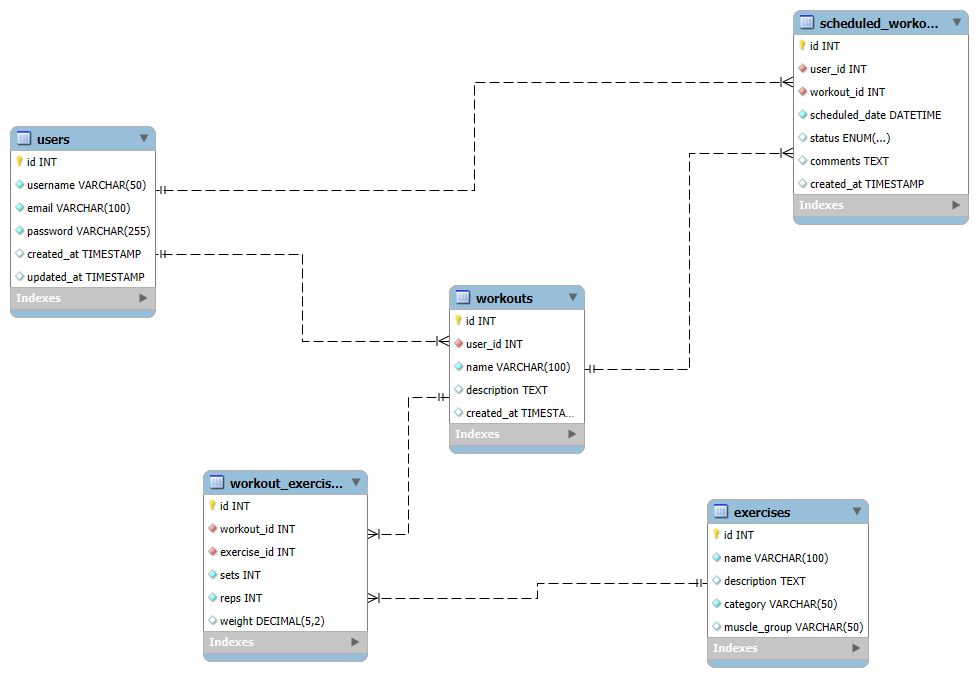 scheduled_worko...
id INT
user_id INT
workout_id INT
scheduled_date DATETIME
status ENUM(...)
comments TEXT
created_at TIMESTAMP
Indexes
users
id INT
username VARCHAR(50)
email VARCHAR(100)
password VARCHAR(255)
created_at TIMESTAMP
updated_at TIMESTAMP
Indexes
workouts
id INT
user_id INT
name VARCHAR(100)
description TEXT
created_at TIMESTA...
Indexes
workout_exercis...
id INT
workout_id INT
exercise_id INT
sets INT
reps INT
weight DECIMAL(5,2)
Indexes
exercises
id INT
name VARCHAR(100)
description TEXT
category VARCHAR(50)
muscle_group VARCHAR(50)
Indexes